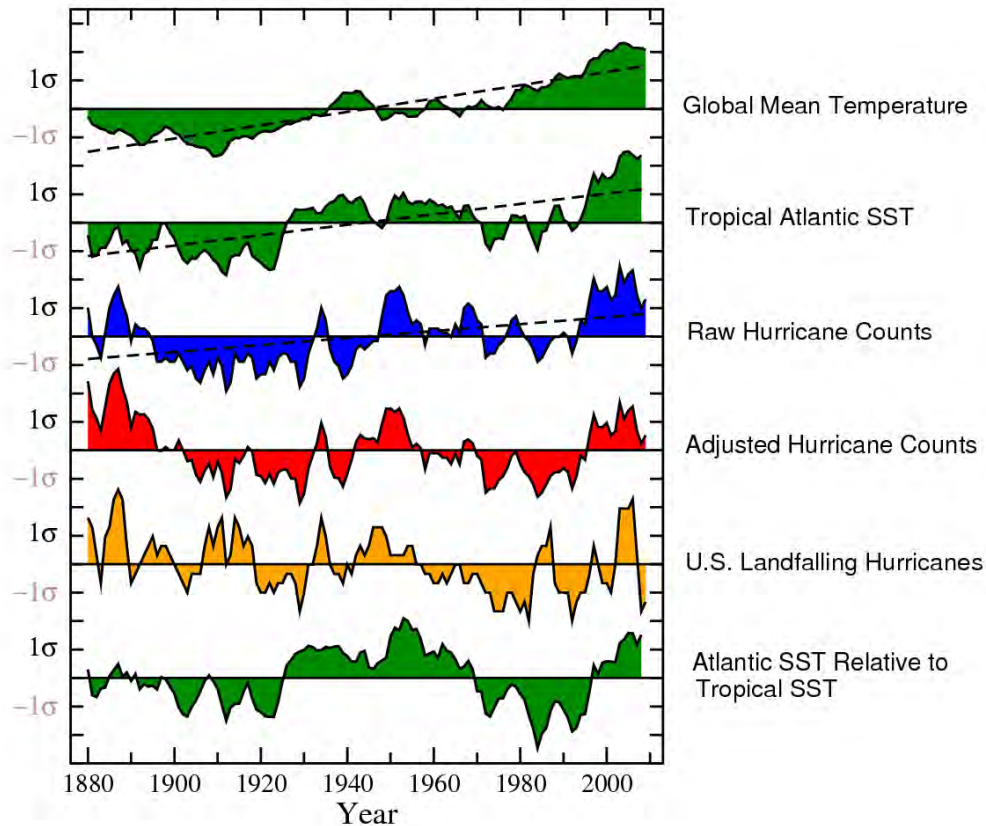 1σ
−1σ
Global Mean Temperature
1σ
−1σ
Tropical Atlantic SST
1σ
−1σ
Raw Hurricane Counts
1σ
−1σ
Adjusted Hurricane Counts
1σ
−1σ
U.S. Landfalling Hurricanes
1σ
−1σ
Atlantic SST Relative to
Tropical SST
1880 1900 1920 1940 1960 1980 2000
Year